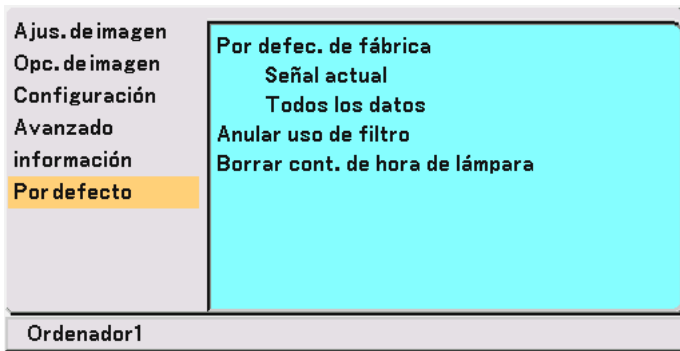 Ajus. de imagen
Opc. de imagen
Configuración
Avanzado
información
Por defecto
Por defec. de fábrica
Señal actual
Todos los datos
Anular uso de filtro
Borrar cont. de hora de lámpara
Ordenador1